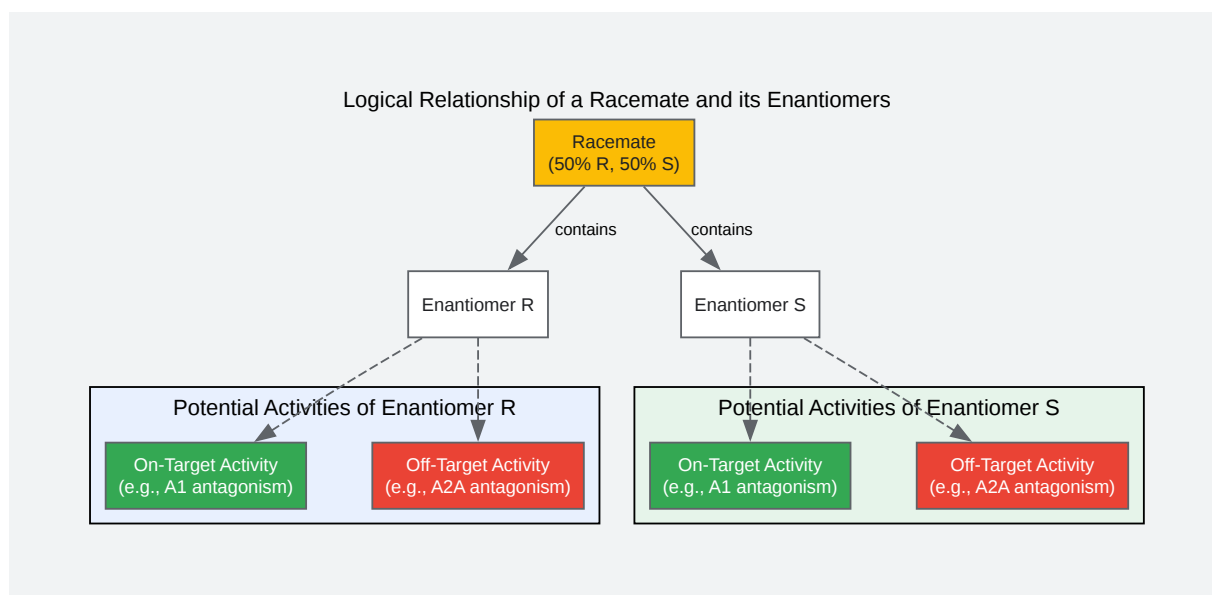 Logical Relationship of a Racemate and its Enantiomers
Racemate
(50% R, 50% S)
contains
contains
Enantiomer R
Enantiomer S
Potential Activities of Enantiomer R
Potential Activities of Enantiomer S
On-Target Activity
(e.g., A1 antagonism)
Off-Target Activity
(e.g., A2A antagonism)
On-Target Activity
(e.g., A1 antagonism)
Off-Target Activity
(e.g., A2A antagonism)